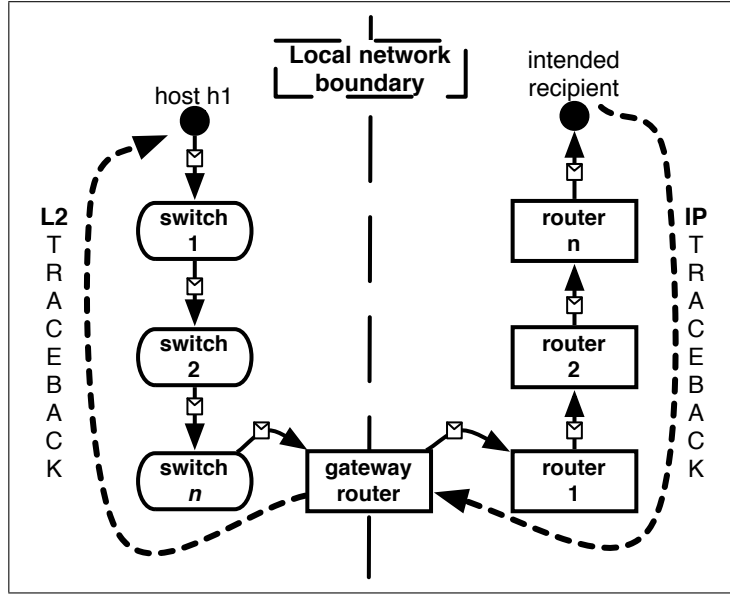 Local network
boundary
intended
recipient
host h1
L2
T
R
A
C
E
B
A
C
K
switch
1
switch
2
switch
n
gateway
router
router
n
router
2
router
1
IP
T
R
A
C
E
B
A
C
K